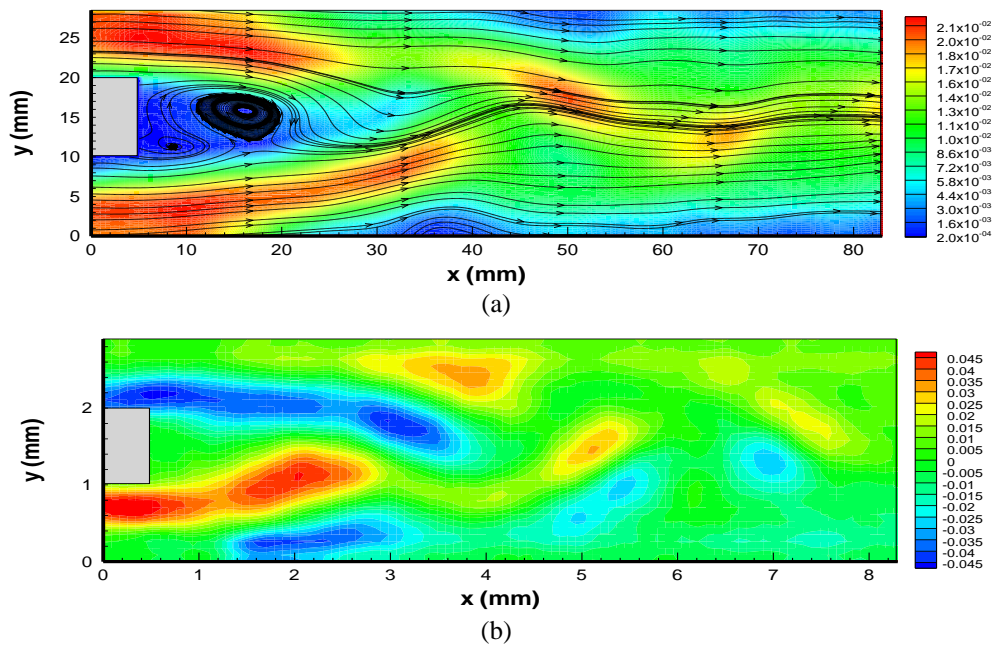 25
20
15
10
5
0
y (mm)
0 10 20 30 40 50 60 70 80
x (mm)
2.1x10-02
2.0x10-02
1.8x10-02
1.7x10-02
1.6x10-02
1.4x10-02
1.3x10-02
1.1x10-02
1.0x10-02
8.6x10-03
7.2x10-03
5.8x10-03
4.4x10-03
3.0x10-03
1.6x10-03
2.0x10-04
(a)
2
1
0
y (mm)
0 1 2 3 4 5 6 7 8
x (mm)
0.045
0.04
0.035
0.03
0.025
0.02
0.015
0.01
0.005
0
-0.005
-0.01
-0.015
-0.02
-0.025
-0.03
-0.035
-0.04
-0.045
(b)